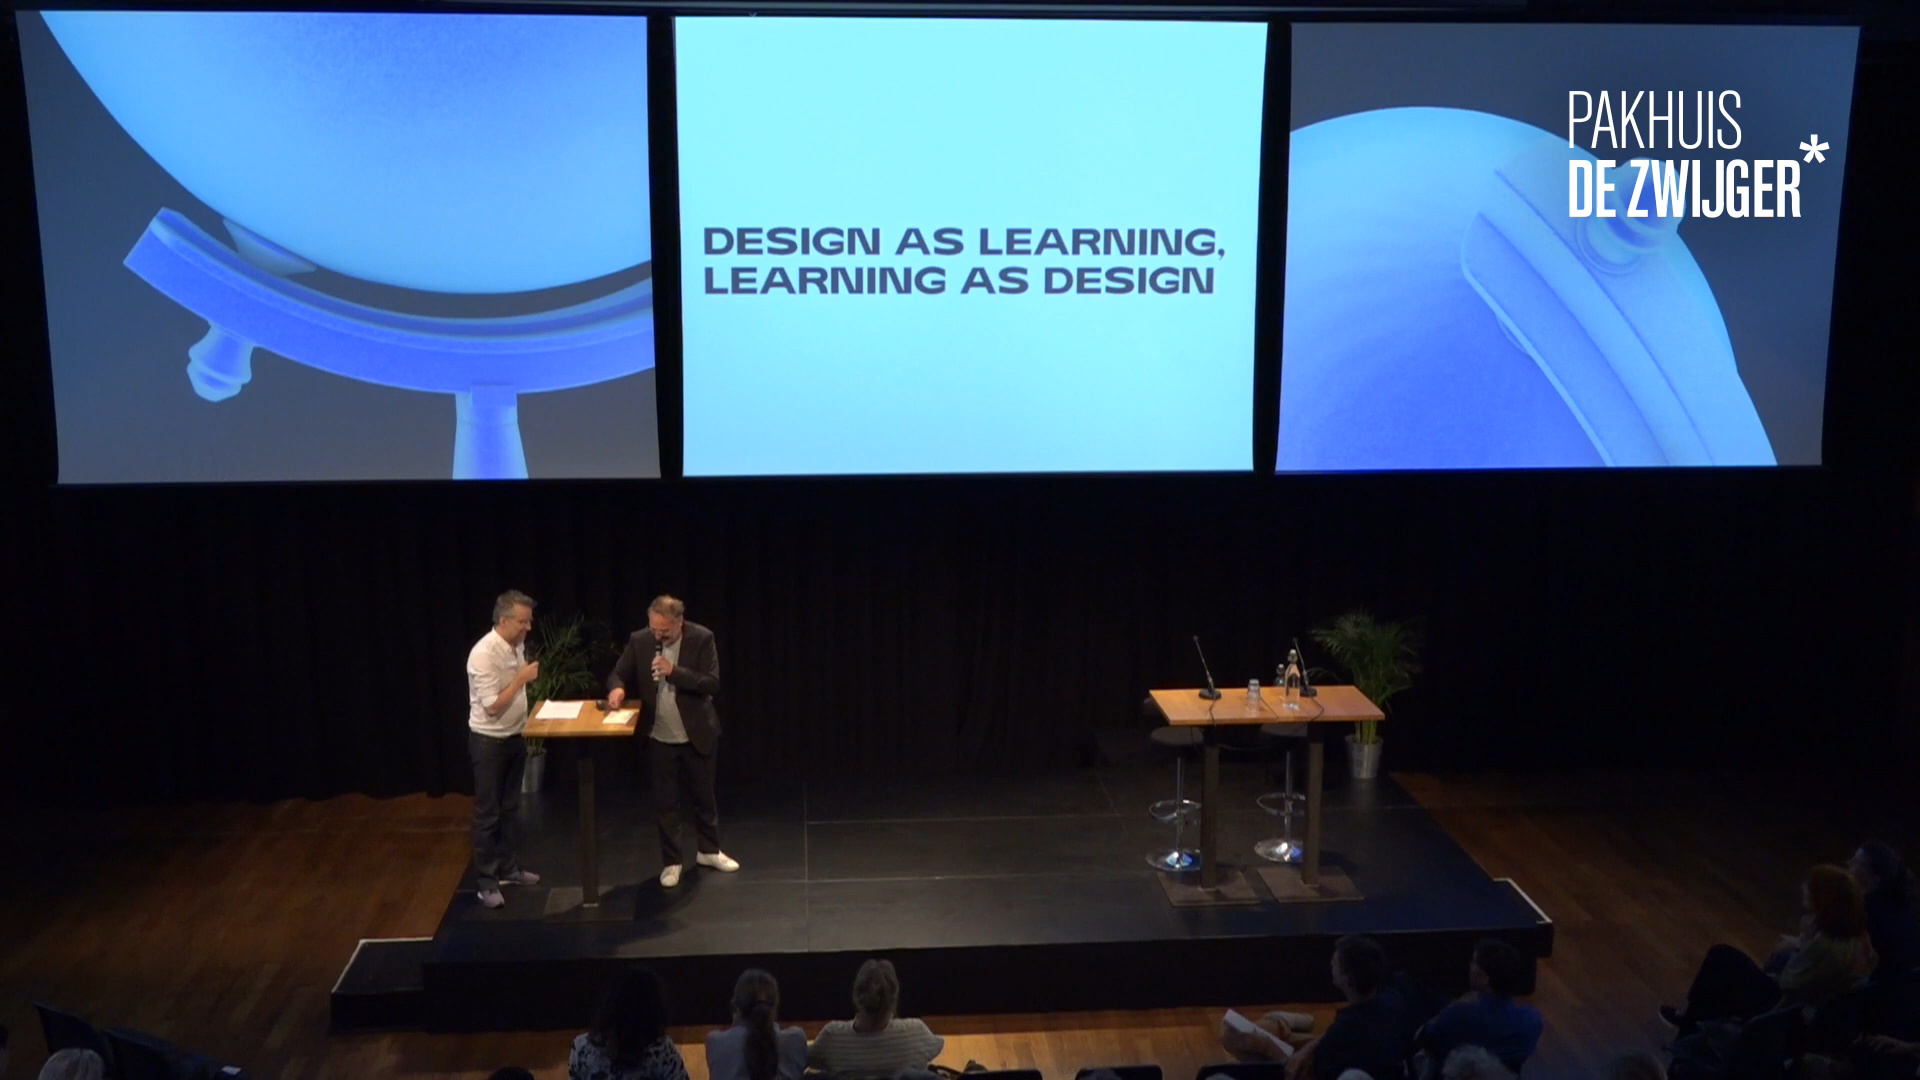 DESIGN AS LEARNING,
LEARNING AS DESIGN
PAKHUIS
DE ZWIJGER*